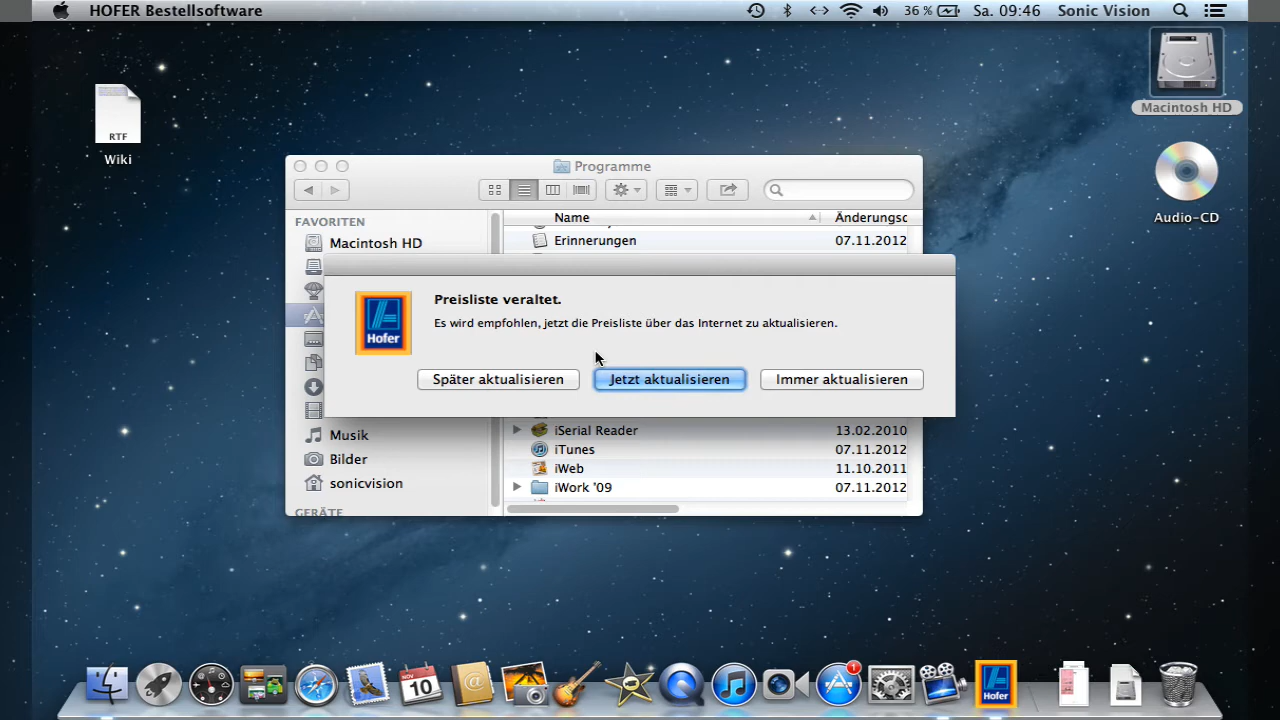 HOFER Bestellsoftware
36 %
Sa. 09:46
Sonic Vision
Macintosh HD
Audio-CD
RTF
Wiki
Programme
FAVORITEN
Macintosh HD
Musik
Bilder
sonicvision
GERÄTE
Name
Änderungsd
Erinnerungen
07.11.2012
Hofer
Preisliste veraltet.
Es wird empfohlen, jetzt die Preisliste über das Internet zu aktualisieren.
Später aktualisieren
Jetzt aktualisieren
Immer aktualisieren
iSerial Reader
13.02.2010
iTunes
07.11.2012
iWeb
11.10.2011
iWork '09
07.11.2012
10
1
Hofer